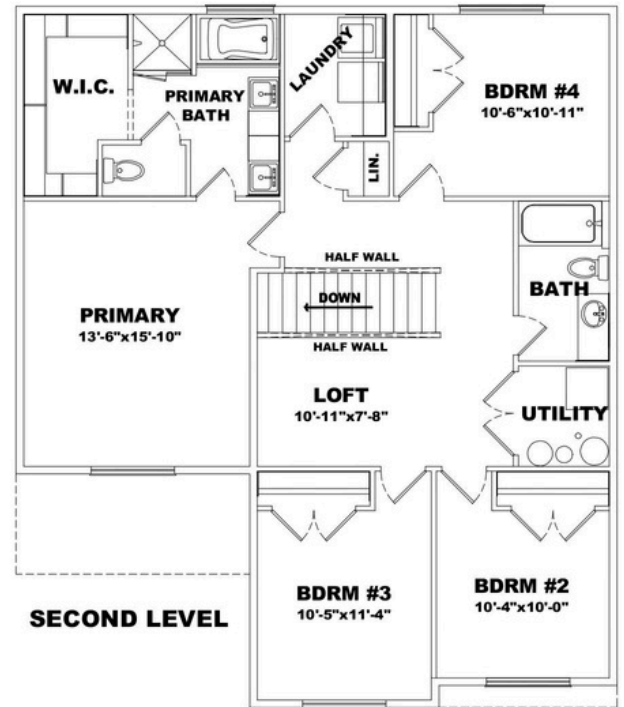 W.I.C.
PRIMARY
BATH
LAUNDRY
LIN.
BDRM #4
10'-6"x10'-11"
HALF WALL
DOWN
HALF WALL
PRIMARY
13'-6"x15'-10"
BATH
LOFT
10'-11"x7'-8"
UTILITY
BDRM #3
10'-5"x11'-4"
BDRM #2
10'-4"x10'-0"
SECOND LEVEL